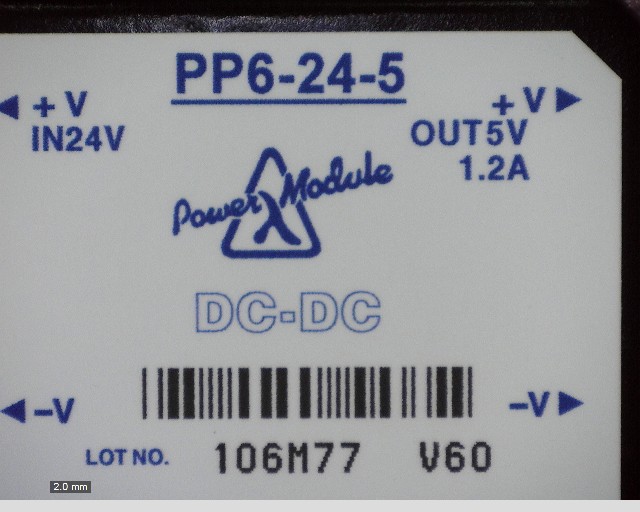 PP6-24-5
+V
IN24V
+V
OUT5V
1.2A
Power λ Module
DC-DC
-V
-V
LOT NO. 106M77 V60
2.0 mm